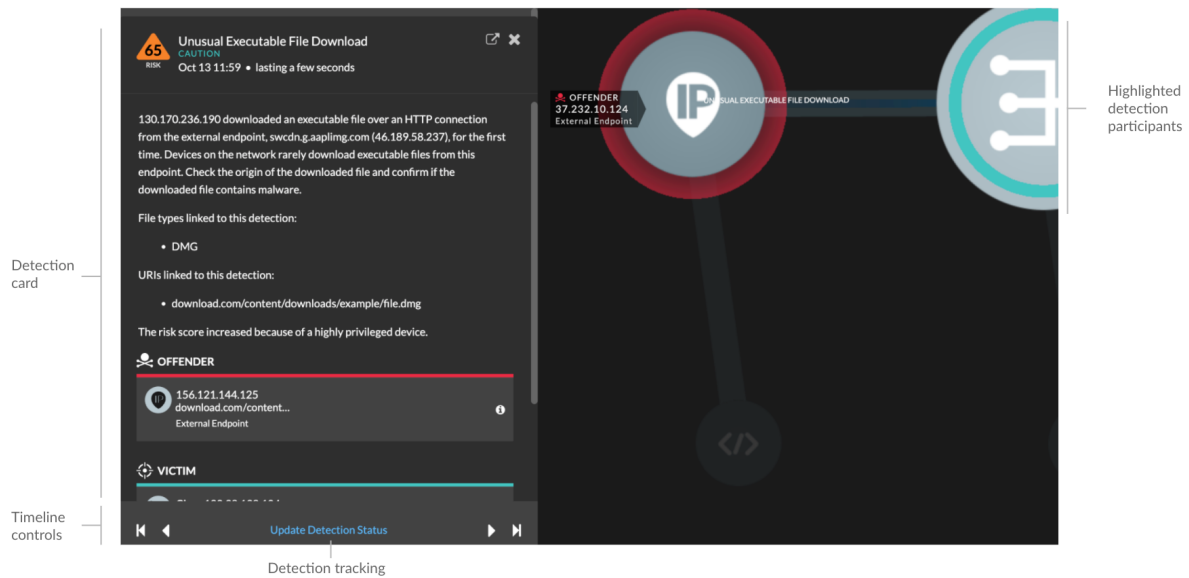 65
RISK
Unusual Executable File Download
CAUTION
Oct 13 11:59 • lasting a few seconds
130.170.236.190 downloaded an executable file over an HTTP connection
from the external endpoint, swcdn.g.aaplimg.com (46.189.58.237), for the first
time. Devices on the network rarely download executable files from this
endpoint. Check the origin of the downloaded file and confirm if the
downloaded file contains malware.
File types linked to this detection:
• DMG
URIs linked to this detection:
• download.com/content/downloads/example/file.dmg
The risk score increased because of a highly privileged device.
OFFENDER
IP
156.121.144.125
download.com/content...
External Endpoint
VICTIM
Update Detection Status
OFFENDER
37.232.10.124
External Endpoint
IP
UNUSUAL EXECUTABLE FILE DOWNLOAD
</>
Detection
card
Timeline
controls
Detection tracking
Highlighted
detection
participants